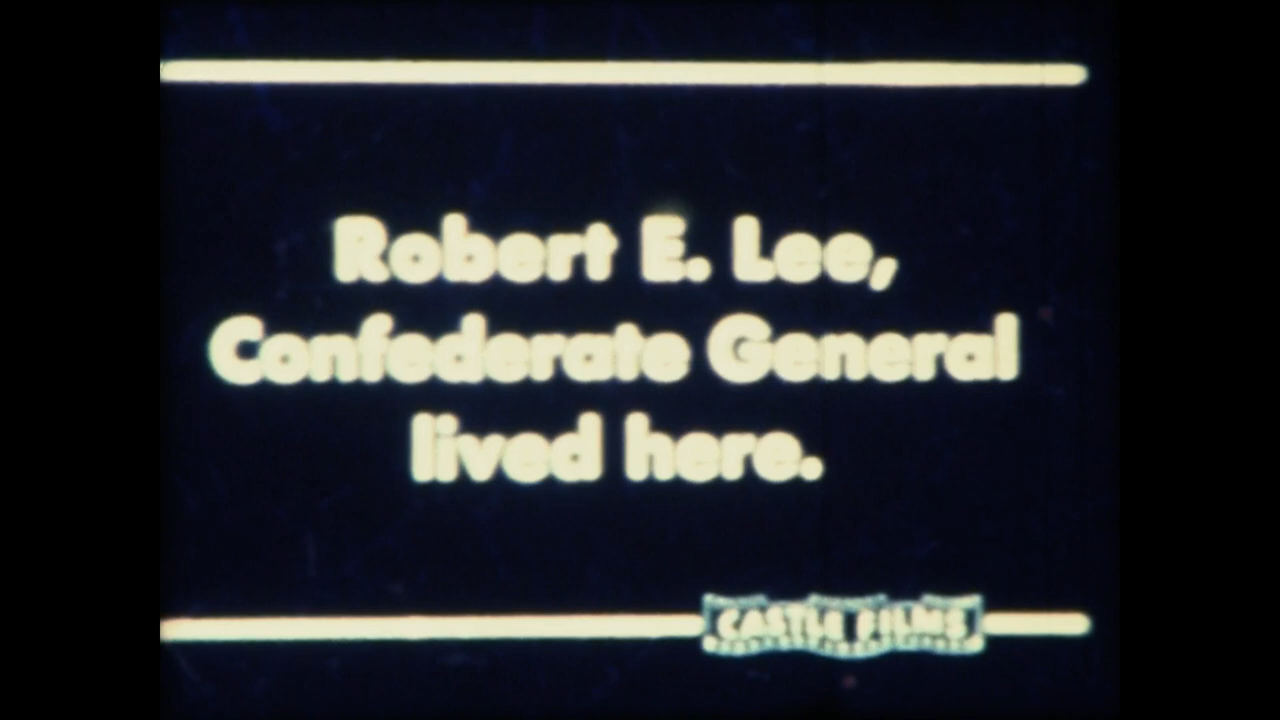 Robert E. Lee,
Confederate General
lived here.
CASTLE FILMS